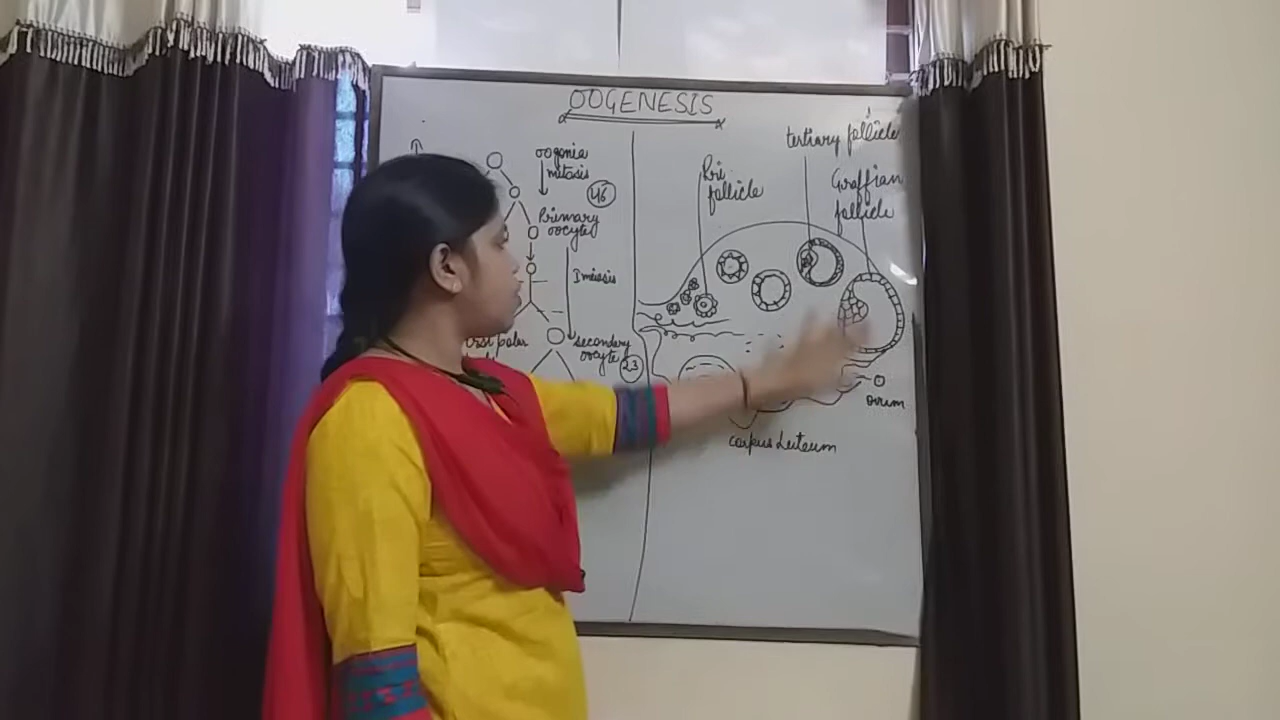 OOGENESIS
oogonia
mitosis
46
Primary
oocyte
I meiosis
polar
secondary
oocyte 23
Pri
follicle
tertiary follicle
Graffian
follicle
ovum
corpus Luteum